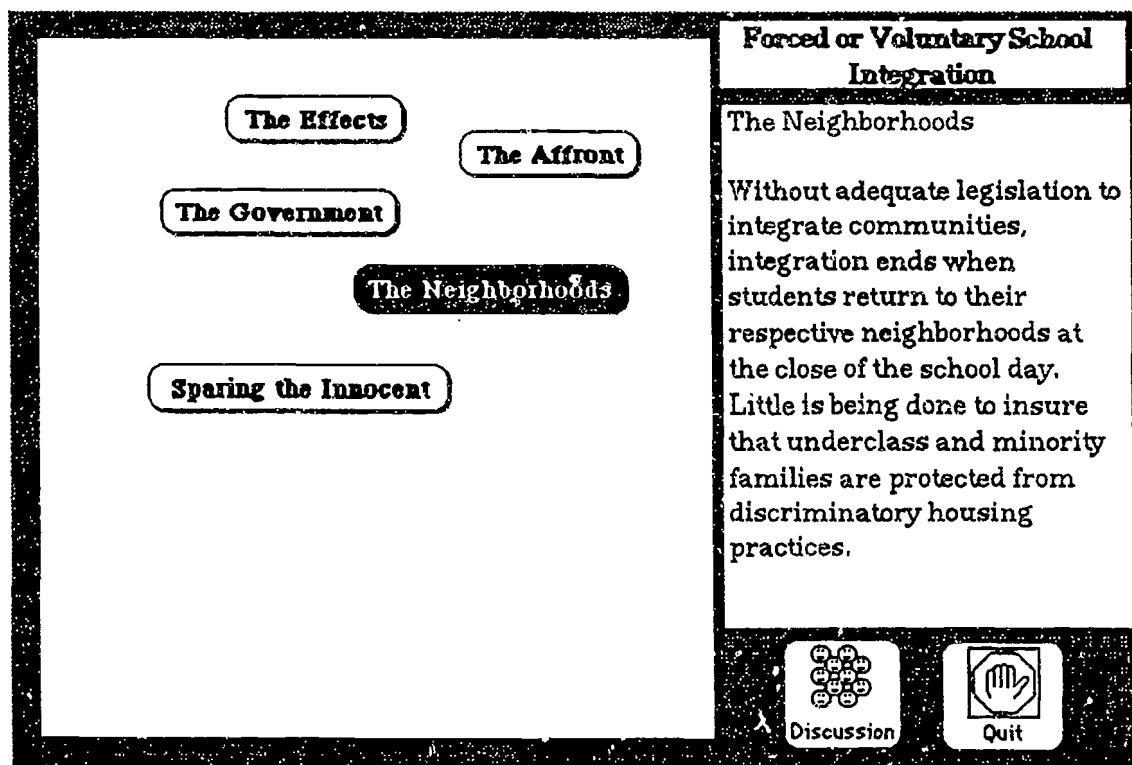 Forced or Voluntary School
Integration
The Effects
The Affront
The Government
The Neighborhoods
Sparing the Innocent
The Neighborhoods
Without adequate legislation to
integrate communities,
integration ends when
students return to their
respective neighborhoods at
the close of the school day.
Little is being done to insure
that underclass and minority
families are protected from
discriminatory housing
practices.
Discussion
Quit